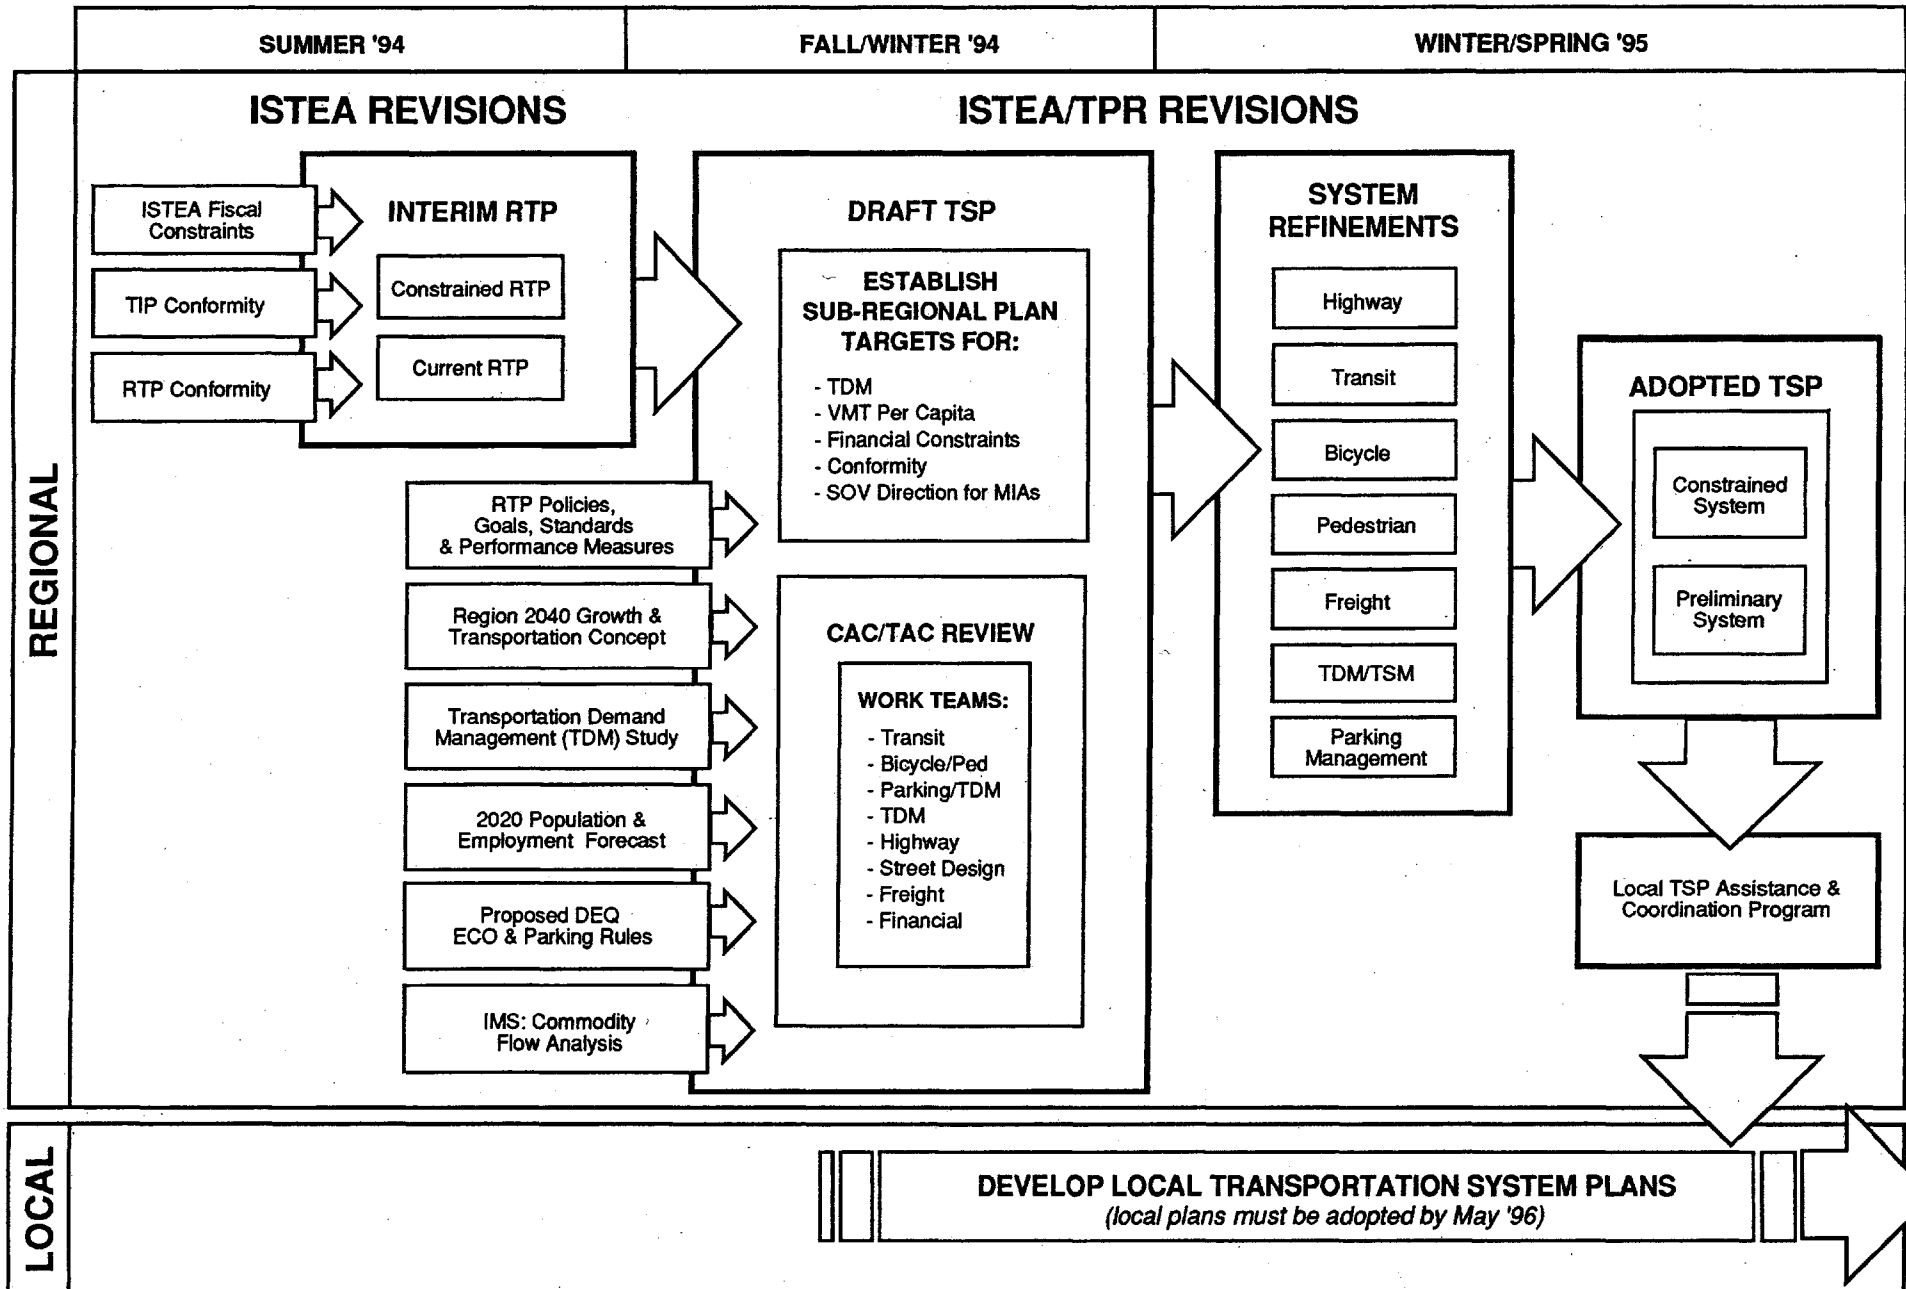 SUMMER '94
FALL/WINTER '94
WINTER/SPRING '95
REGIONAL
ISTEA REVISIONS
ISTEA/TPR REVISIONS
ISTEA Fiscal
Constraints
TIP Conformity
RTP Conformity
INTERIM RTP
Constrained RTP
Current RTP
RTP Policies,
Goals, Standards
& Performance Measures
Region 2040 Growth &
Transportation Concept
Transportation Demand
Management (TDM) Study
2020 Population &
Employment Forecast
Proposed DEQ
ECO & Parking Rules
IMS: Commodity
Flow Analysis
DRAFT TSP
ESTABLISH
SUB-REGIONAL PLAN
TARGETS FOR:
- TDM
- VMT Per Capita
- Financial Constraints
- Conformity
- SOV Direction for MIAs
CAC/TAC REVIEW
WORK TEAMS:
- Transit
- Bicycle/Ped
- Parking/TDM
- TDM
- Highway
- Street Design
- Freight
- Financial
SYSTEM
REFINEMENTS
Highway
Transit
Bicycle
Pedestrian
Freight
TDM/TSM
Parking
Management
ADOPTED TSP
Constrained
System
Preliminary
System
Local TSP Assistance &
Coordination Program
LOCAL
DEVELOP LOCAL TRANSPORTATION SYSTEM PLANS
(local plans must be adopted by May '96)